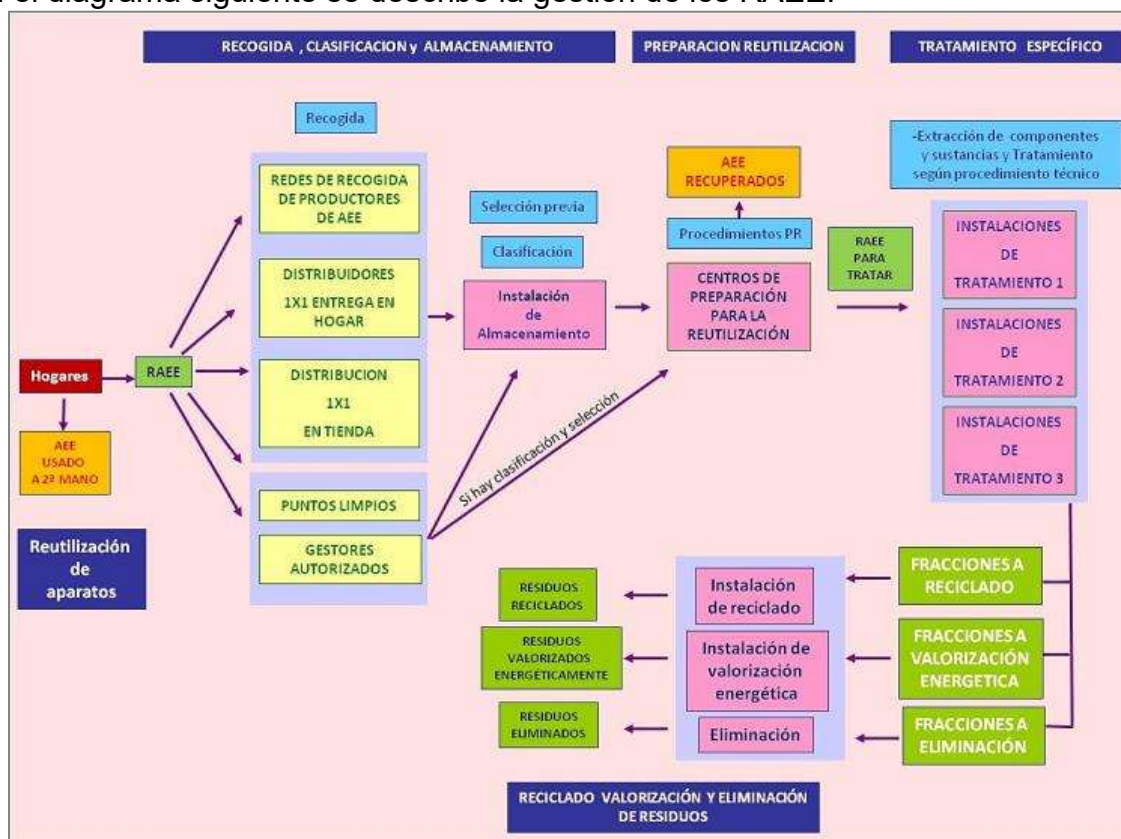 n el diagrama siguiente se describe la gestión de los RAEE.
RECOGIDA , CLASIFICACION y ALMACENAMIENTO
PREPARACION REUTILIZACION
TRATAMIENTO ESPECÍFICO
Recogida
-Extracción de componentes
y sustancias y Tratamiento
según procedimiento técnico
REDES DE RECOGIDA
DE PRODUCTORES
DE AEE
DISTRIBUIDORES
1X1 ENTREGA EN
HOGAR
DISTRIBUCION
1X1
EN TIENDA
PUNTOS LIMPIOS
GESTORES
AUTORIZADOS
Hogares
RAEE
AEE
USADO
A 2ª MANO
Reutilización
de
aparatos
Selección previa
Clasificación
Instalación
de
Almacenamiento
Si hay clasificación y selección
AEE
RECUPERADOS
Procedimientos PR
CENTROS DE
PREPARACIÓN
PARA LA
REUTILIZACIÓN
RAEE
PARA
TRATAR
INSTALACIONES
DE
TRATAMIENTO 1
INSTALACIONES
DE
TRATAMIENTO 2
INSTALACIONES
DE
TRATAMIENTO 3
FRACCIONES A
RECICLADO
FRACCIONES A
VALORIZACIÓN
ENERGETICA
FRACCIONES A
ELIMINACIÓN
Instalación
de reciclado
Instalación de
valorización
energética
Eliminación
RESIDUOS
RECICLADOS
RESIDUOS
VALORIZADOS
ENERGÉTICAMENTE
RESIDUOS
ELIMINADOS
RECICLADO VALORIZACIÓN Y ELIMINACIÓN
DE RESIDUOS